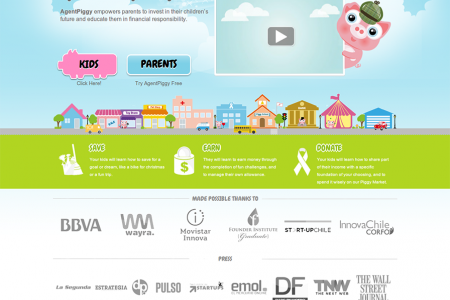 AgentPiggy empowers parents to invest in their children's
future and educate them in financial responsibility.
KIDS
PARENTS
Click Here!
Try AgentPiggy Free
SAVE
Your kids will learn how to save for a
goal or dream, like a bike for christmas
or a fun trip.
EARN
They will learn to earn money through
the completion of fun challenges, and
to manage their own allowance.
DONATE
Your kids will learn how to share part
of their income with a specific
foundation of your choosing, and to
spend it wisely on our Piggy Market.
MADE POSSIBLE THANKS TO
BBVA
wayra.
Movistar
Innova
FOUNDER INSTITUTE
Graduates
START-UP CHILE
InnovaChile
CORFO
PRESS
La Segunda
ESTRATEGIA
PULSO
STARTUP
emol.
DF
TNW
THE NEXT WEB
THE WALL
STREET
JOURNAL